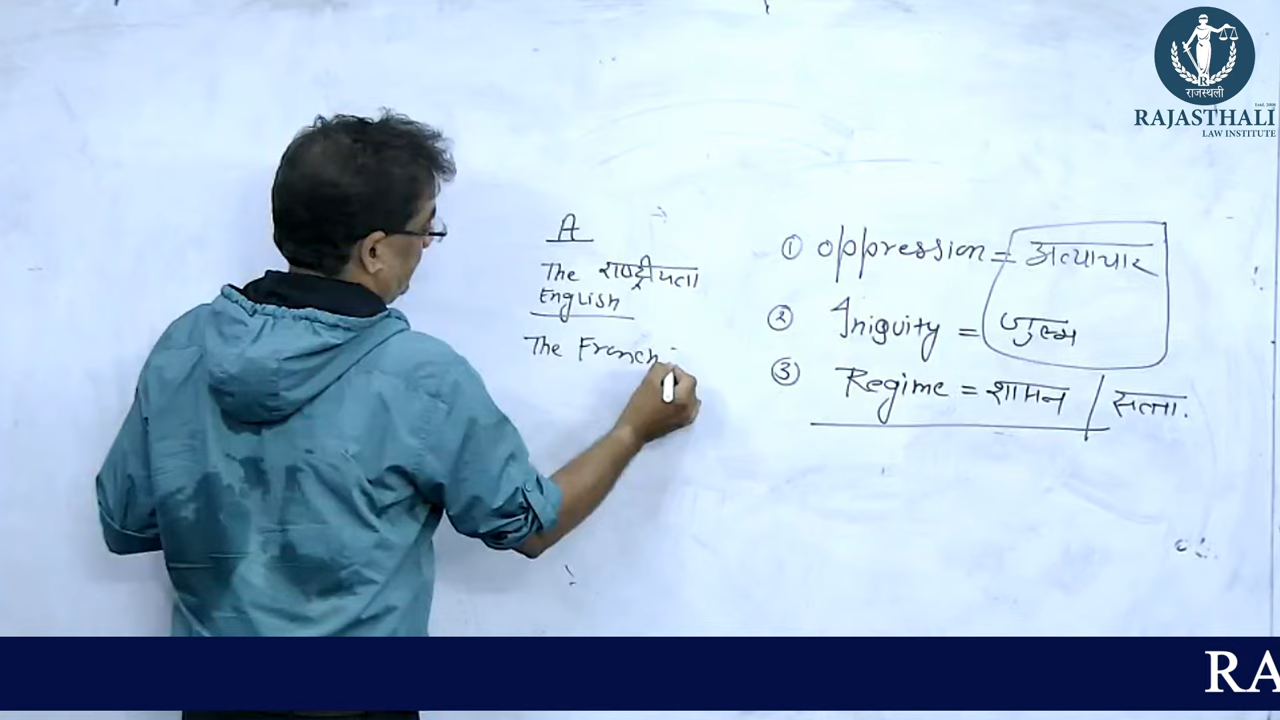 A
The राष्ट्रीयता
English
The French
① oppression = अत्याचार
② Iniquity = जुल्म
③ Regime = शासन / सत्ता.
राजस्थली
RAJASTHALI
LAW INSTITUTE
RA